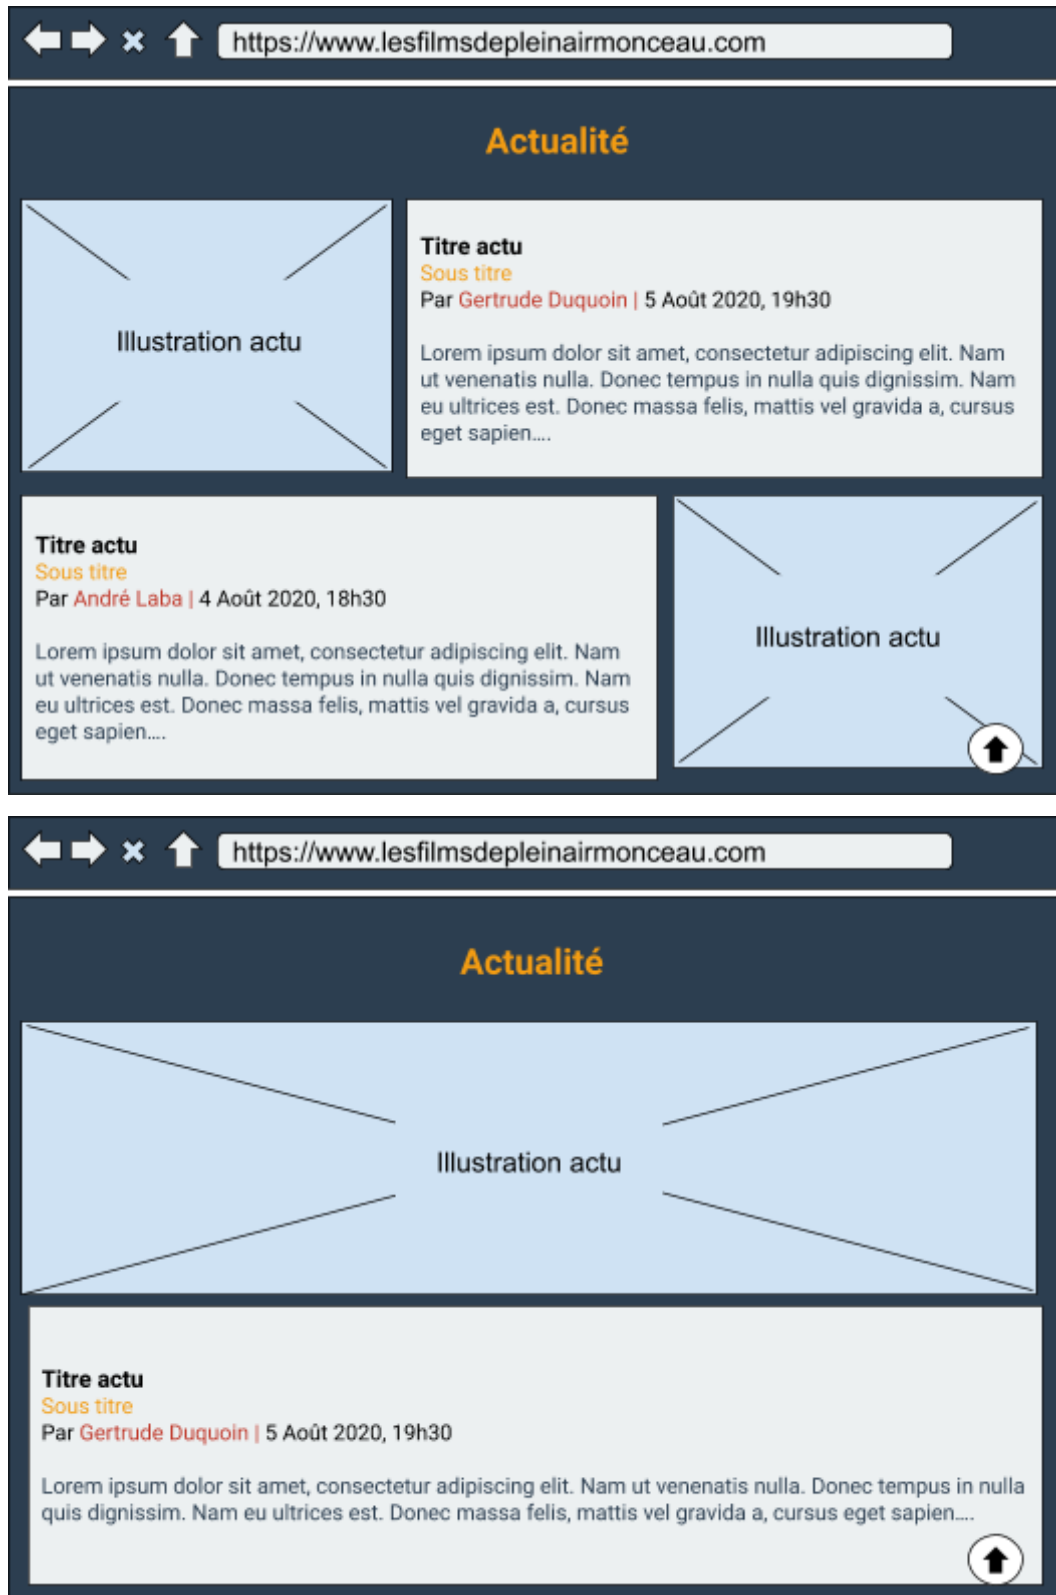 https://www.lesfilmsdepleinairmonceau.com
Actualité
Illustration actu
Titre actu
Sous titre
Par Gertrude Duquoin | 5 Août 2020, 19h30
Lorem ipsum dolor sit amet, consectetur adipiscing elit. Nam
ut venenatis nulla. Donec tempus in nulla quis dignissim. Nam
eu ultrices est. Donec massa felis, mattis vel gravida a, cursus
eget sapien....
Titre actu
Sous titre
Par André Laba | 4 Août 2020, 18h30
Lorem ipsum dolor sit amet, consectetur adipiscing elit. Nam
ut venenatis nulla. Donec tempus in nulla quis dignissim. Nam
eu ultrices est. Donec massa felis, mattis vel gravida a, cursus
eget sapien....
Illustration actu
https://www.lesfilmsdepleinairmonceau.com
Actualité
Illustration actu
Titre actu
Sous titre
Par Gertrude Duquoin | 5 Août 2020, 19h30
Lorem ipsum dolor sit amet, consectetur adipiscing elit. Nam ut venenatis nulla. Donec tempus in nulla
quis dignissim. Nam eu ultrices est. Donec massa felis, mattis vel gravida a, cursus eget sapien....